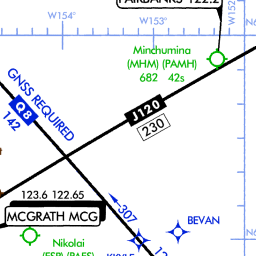 FAIRBANKS 122.2
W154°
W153°
W152°
Minchumina
(MHM) (PAMH)
682 42s
GNSS REQUIRED
Q8
142
J120
230
123.6 122.65
MCGRATH MCG
307
BEVAN
Nikolai